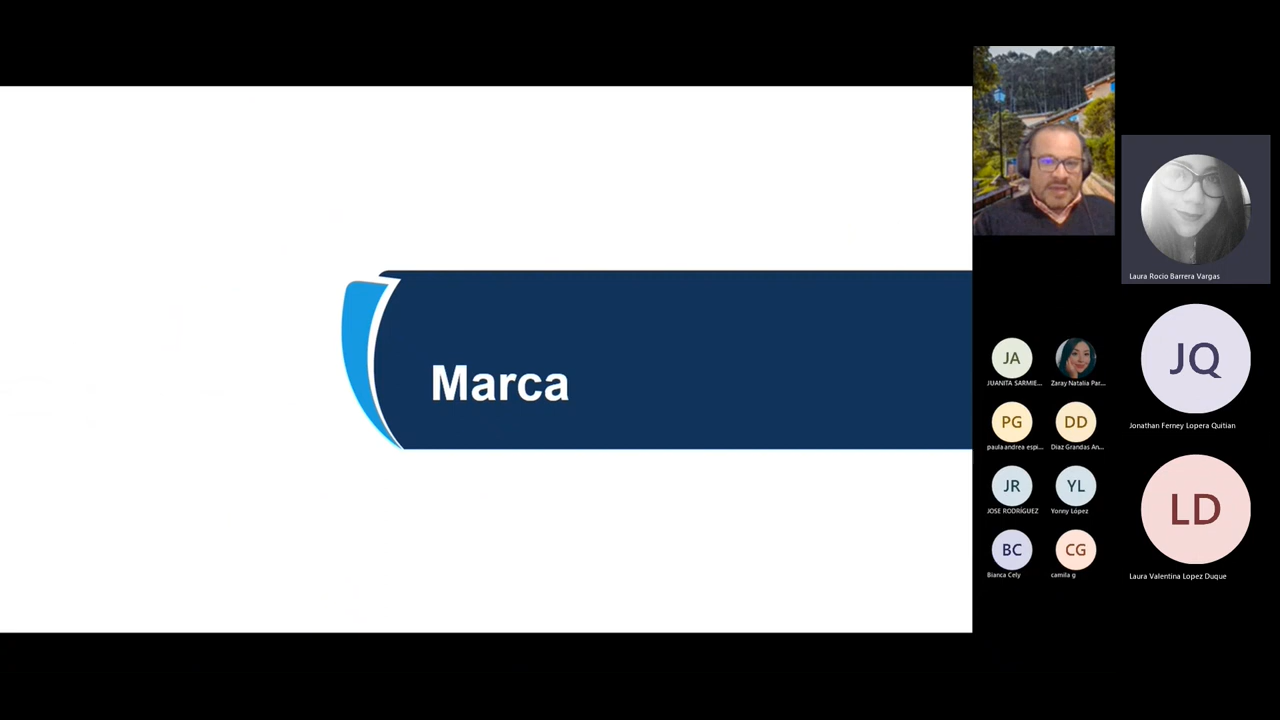 Marca
Laura Rocio Barrera Vargas
JA
JUANITA SARMIE...
Zaray Natalia Par...
JQ
Jonathan Ferney Lopera Quitian
PG
paula andrea espi...
DD
Diaz Grandas An...
JR
JOSE RODRÍGUEZ
YL
Yonny López
LD
Laura Valentina Lopez Duque
BC
Bianca Cely
CG
camila g